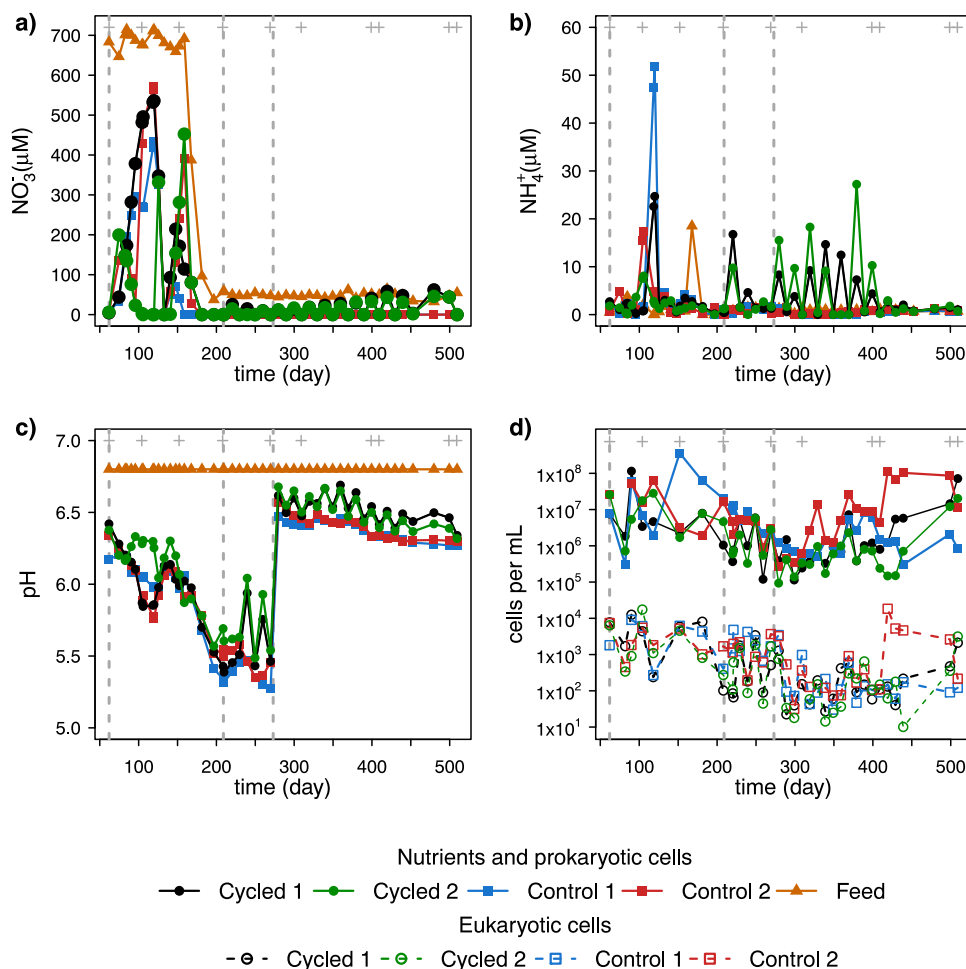 a)
700
600
500
400
300
200
100
0
NO₃⁻(μM)
100 200 300 400 500
time (day)
b)
60
50
40
30
20
10
0
NH₄⁺(μM)
100 200 300 400 500
time (day)
c)
7.0
6.5
6.0
5.5
5.0
pH
100 200 300 400 500
time (day)
d)
1x10⁸
1x10⁷
1x10⁶
1x10⁵
1x10⁴
1x10³
1x10²
1x10¹
cells per mL
100 200 300 400 500
time (day)
Nutrients and prokaryotic cells
Cycled 1 Cycled 2 Control 1 Control 2 Feed
Eukaryotic cells
Cycled 1 Cycled 2 Control 1 Control 2